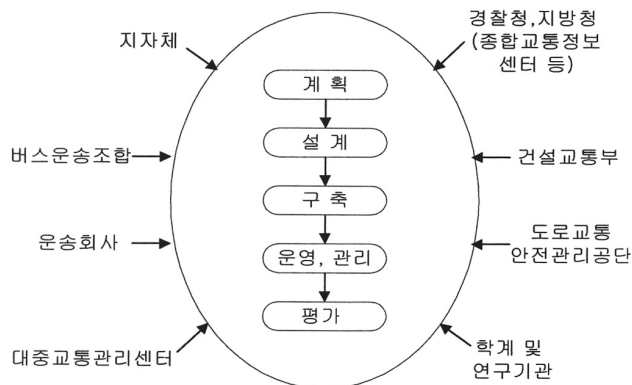 지자체
경찰청,지방청
(종합교통정보
센터 등)
계 획
버스운송조합
설 계
건설교통부
구 축
운송회사
운영, 관리
도로교통
안전관리공단
평가
대중교통관리센터
학계 및
연구기관